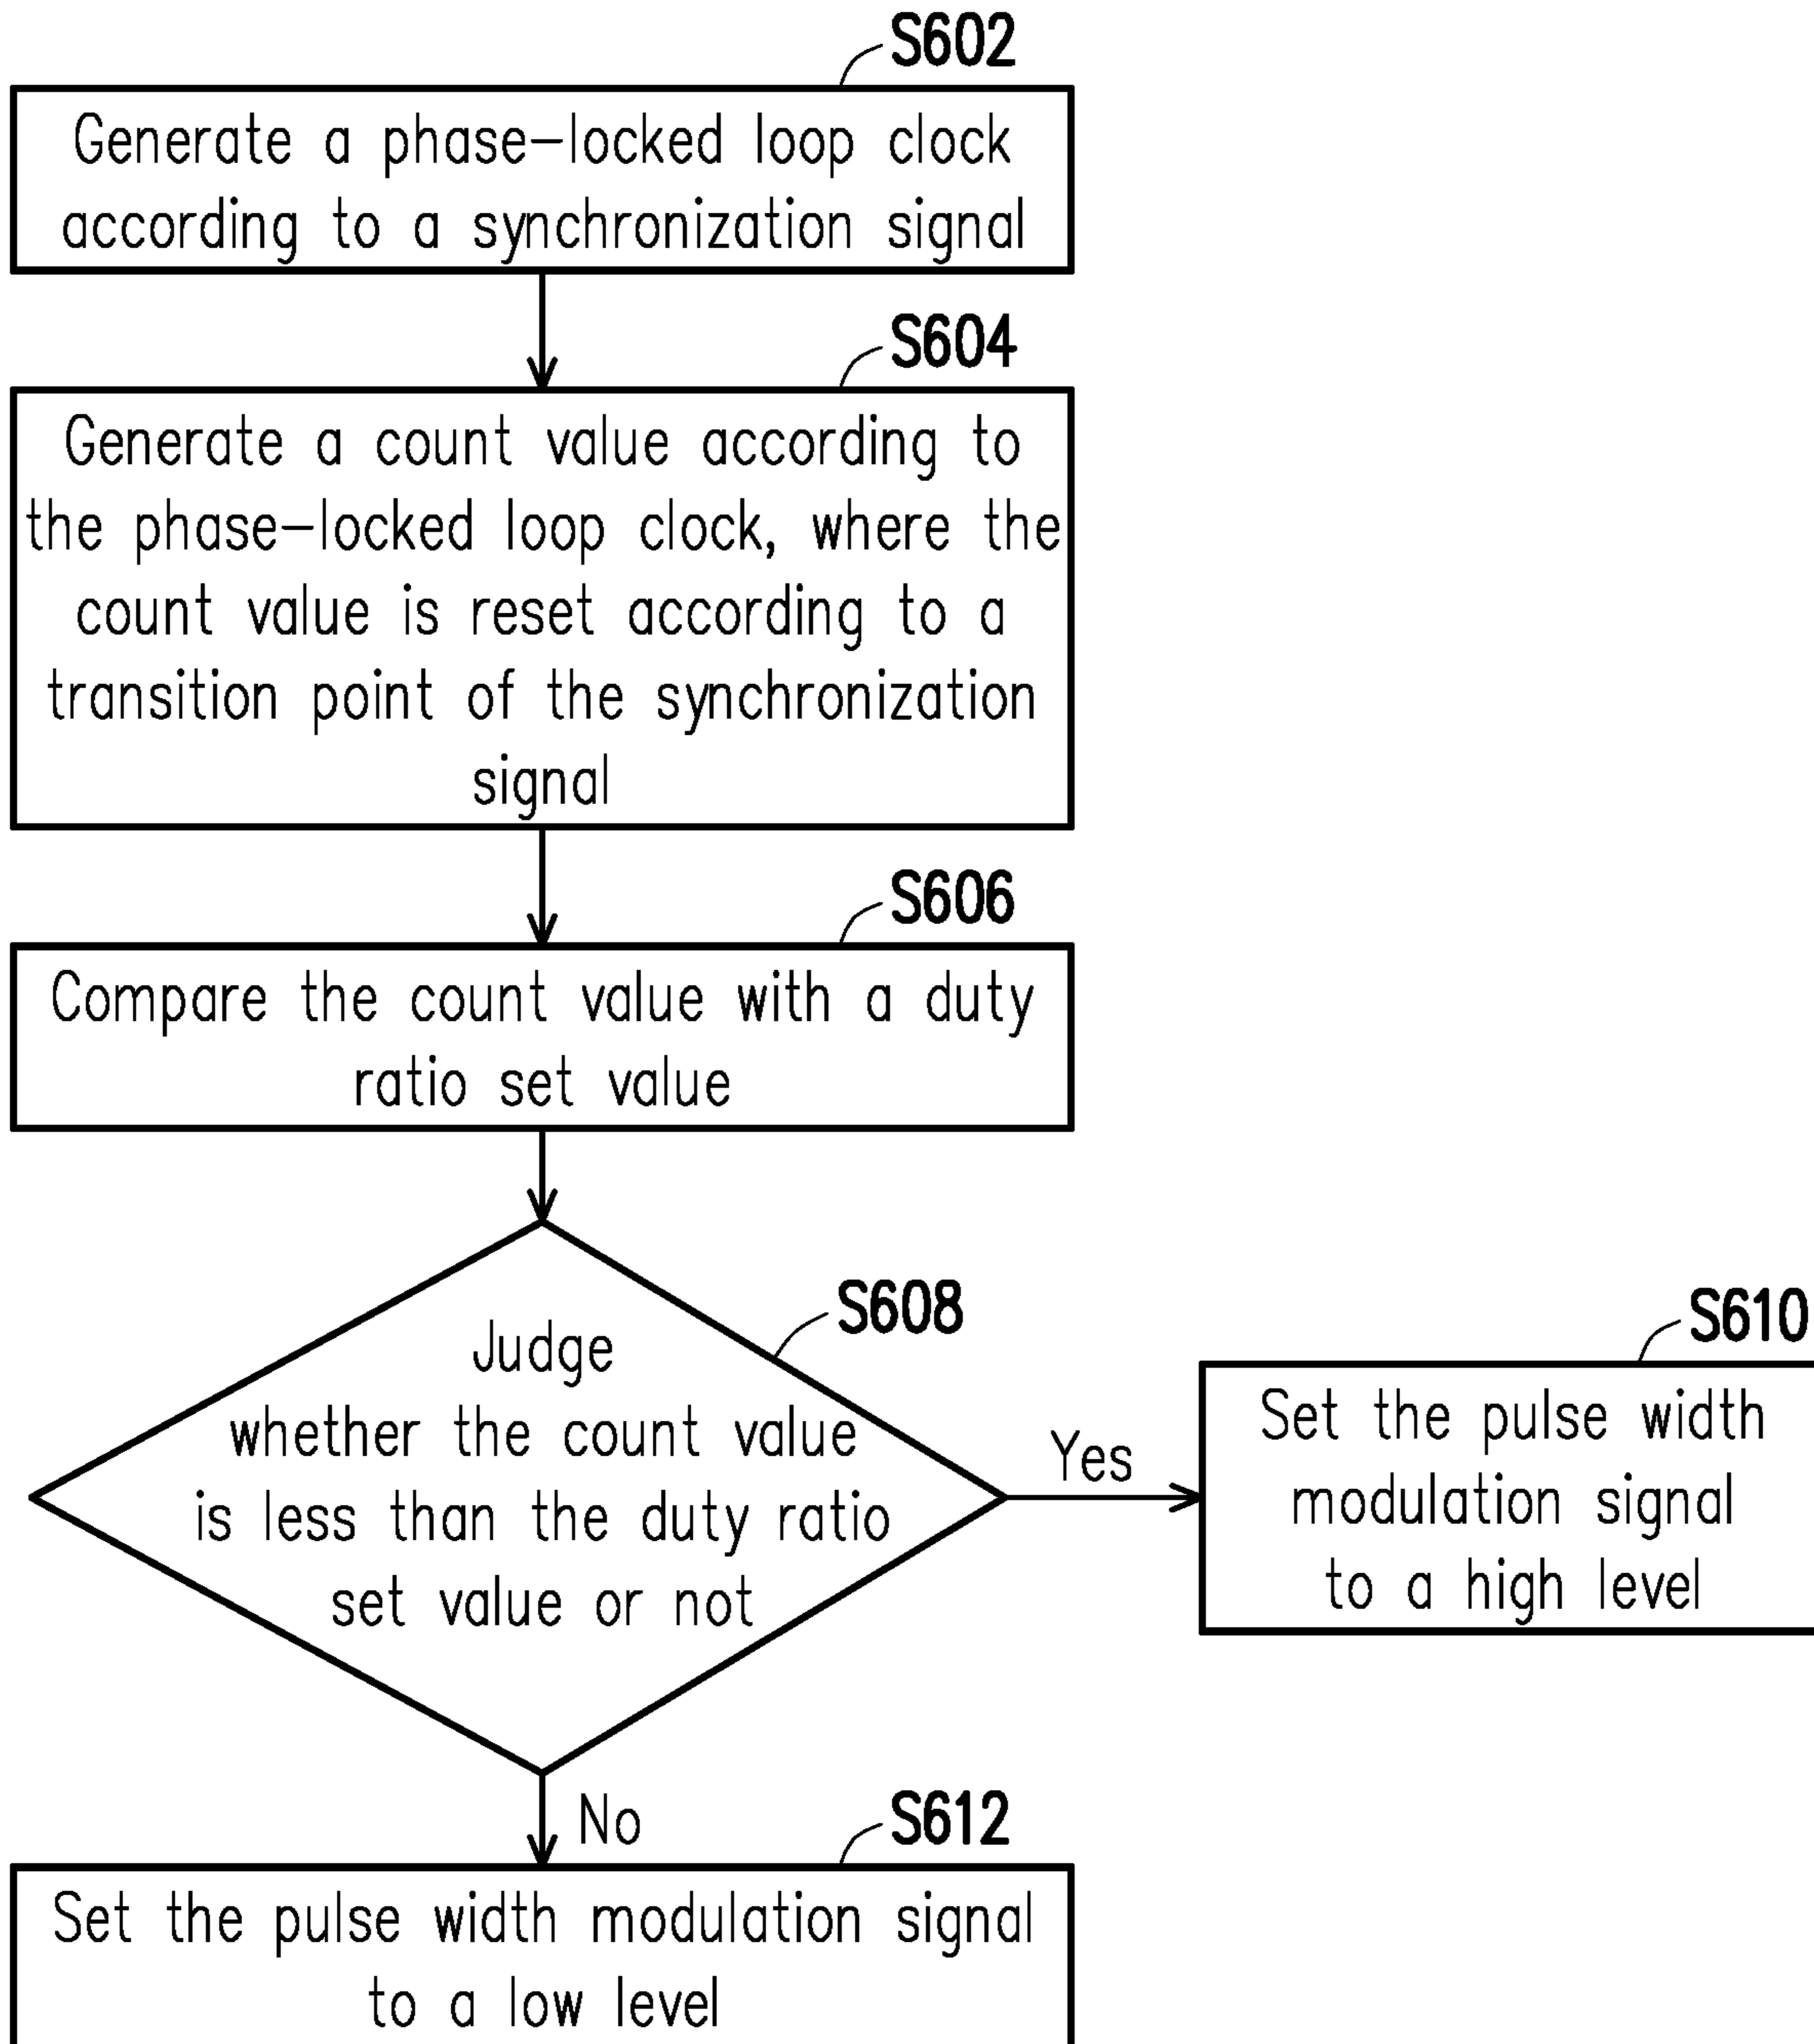 S602
Generate a phase-locked loop clock
according to a synchronization signal
S604
Generate a count value according to
the phase-locked loop clock, where the
count value is reset according to a
transition point of the synchronization
signal
S606
Compare the count value with a duty
ratio set value
S608
Judge
whether the count value
is less than the duty ratio
set value or not
Yes
S610
Set the pulse width
modulation signal
to a high level
No
S612
Set the pulse width modulation signal
to a low level